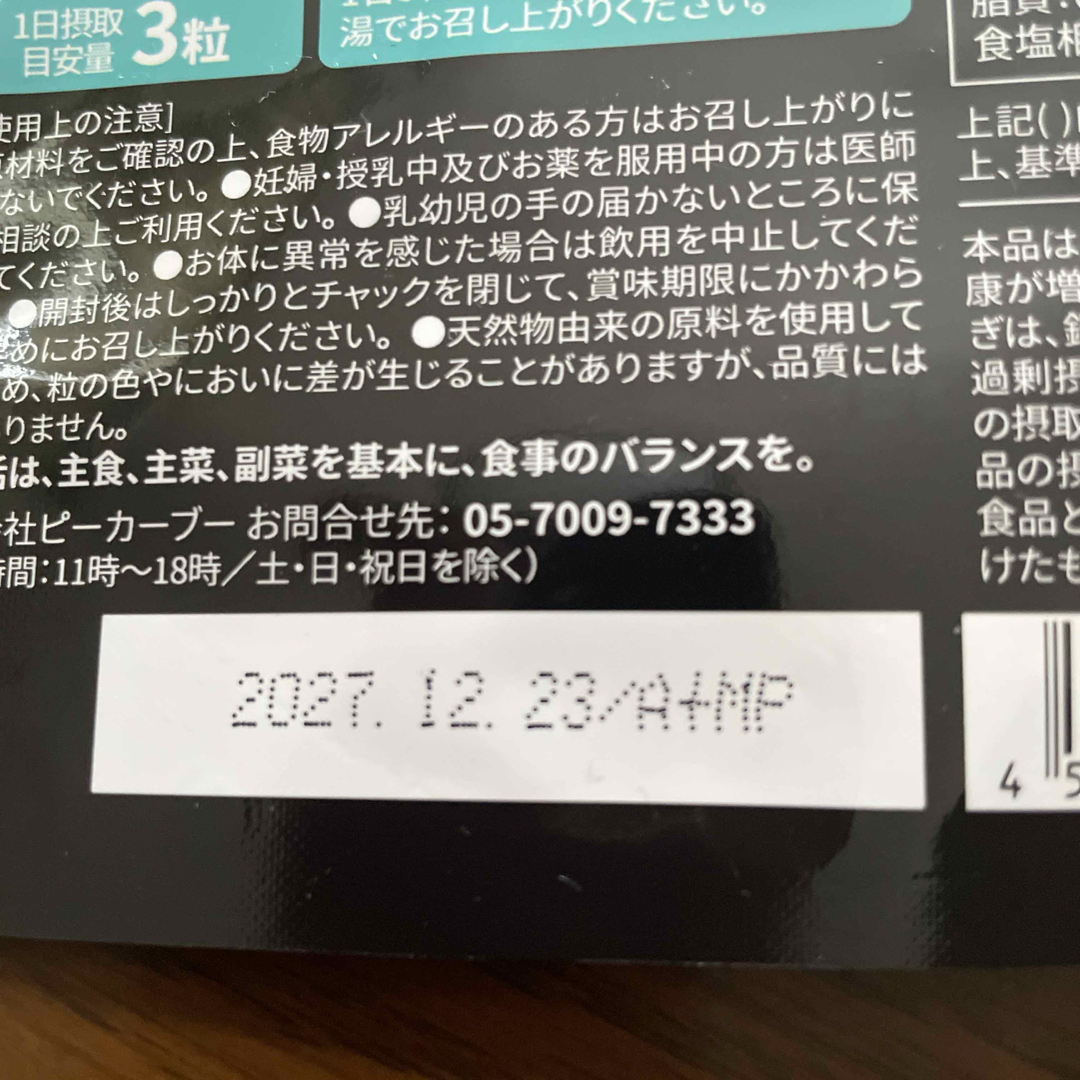 1日摂取
目安量 3粒
湯でお召し上がりください。
使用上の注意]
材料をご確認の上、食物アレルギーのある方はお召し上がりに
ないでください。●妊婦・授乳中及びお薬を服用中の方は医師
相談の上ご利用ください。●乳幼児の手の届かないところに保
てください。●お体に異常を感じた場合は飲用を中止してくだ
●開封後はしっかりとチャックを閉じて、賞味期限にかかわら
めにお召し上がりください。●天然物由来の原料を使用して
め、粒の色やにおいに差が生じることがありますが、品質には
りません。
は、主食、主菜、副菜を基本に、食事のバランスを。
社ピーカーブー お問合せ先：05-7009-7333
時間：11時～18時／土・日・祝日を除く）
2027. 12. 23/A+MP
脂質：
食塩相
上記( )
上、基準
本品は
康が増
ぎは、
過剰摂
の摂取
品の摂
食品と
けたも
4 5